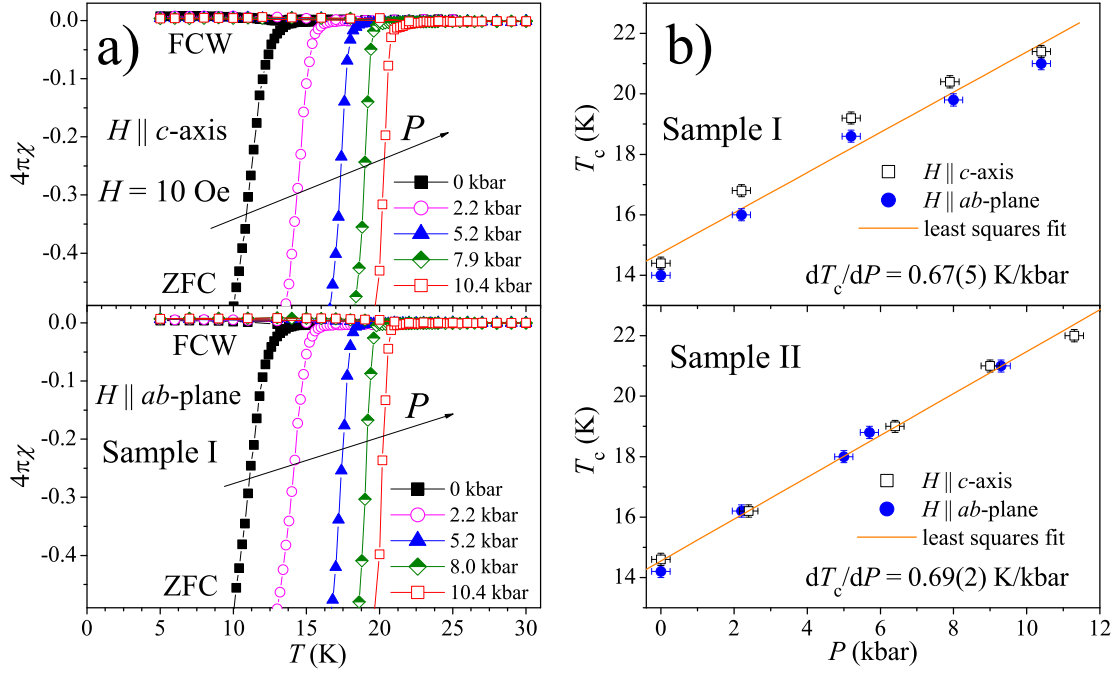 a)
0.0
-0.1
-0.2
-0.3
-0.4
4πχ
FCW
H || c-axis
H = 10 Oe
P
ZFC
0 kbar
2.2 kbar
5.2 kbar
7.9 kbar
10.4 kbar
0.0
-0.1
-0.2
-0.3
-0.4
4πχ
FCW
H || ab-plane
P
Sample I
ZFC
0 kbar
2.2 kbar
5.2 kbar
8.0 kbar
10.4 kbar
0 5 10 15 20 25 30
T (K)
b)
22
20
18
16
14
T_c (K)
Sample I
H || c-axis
H || ab-plane
least squares fit
dT_c/dP = 0.67(5) K/kbar
22
20
18
16
14
T_c (K)
Sample II
H || c-axis
H || ab-plane
least squares fit
dT_c/dP = 0.69(2) K/kbar
0 2 4 6 8 10 12
P (kbar)